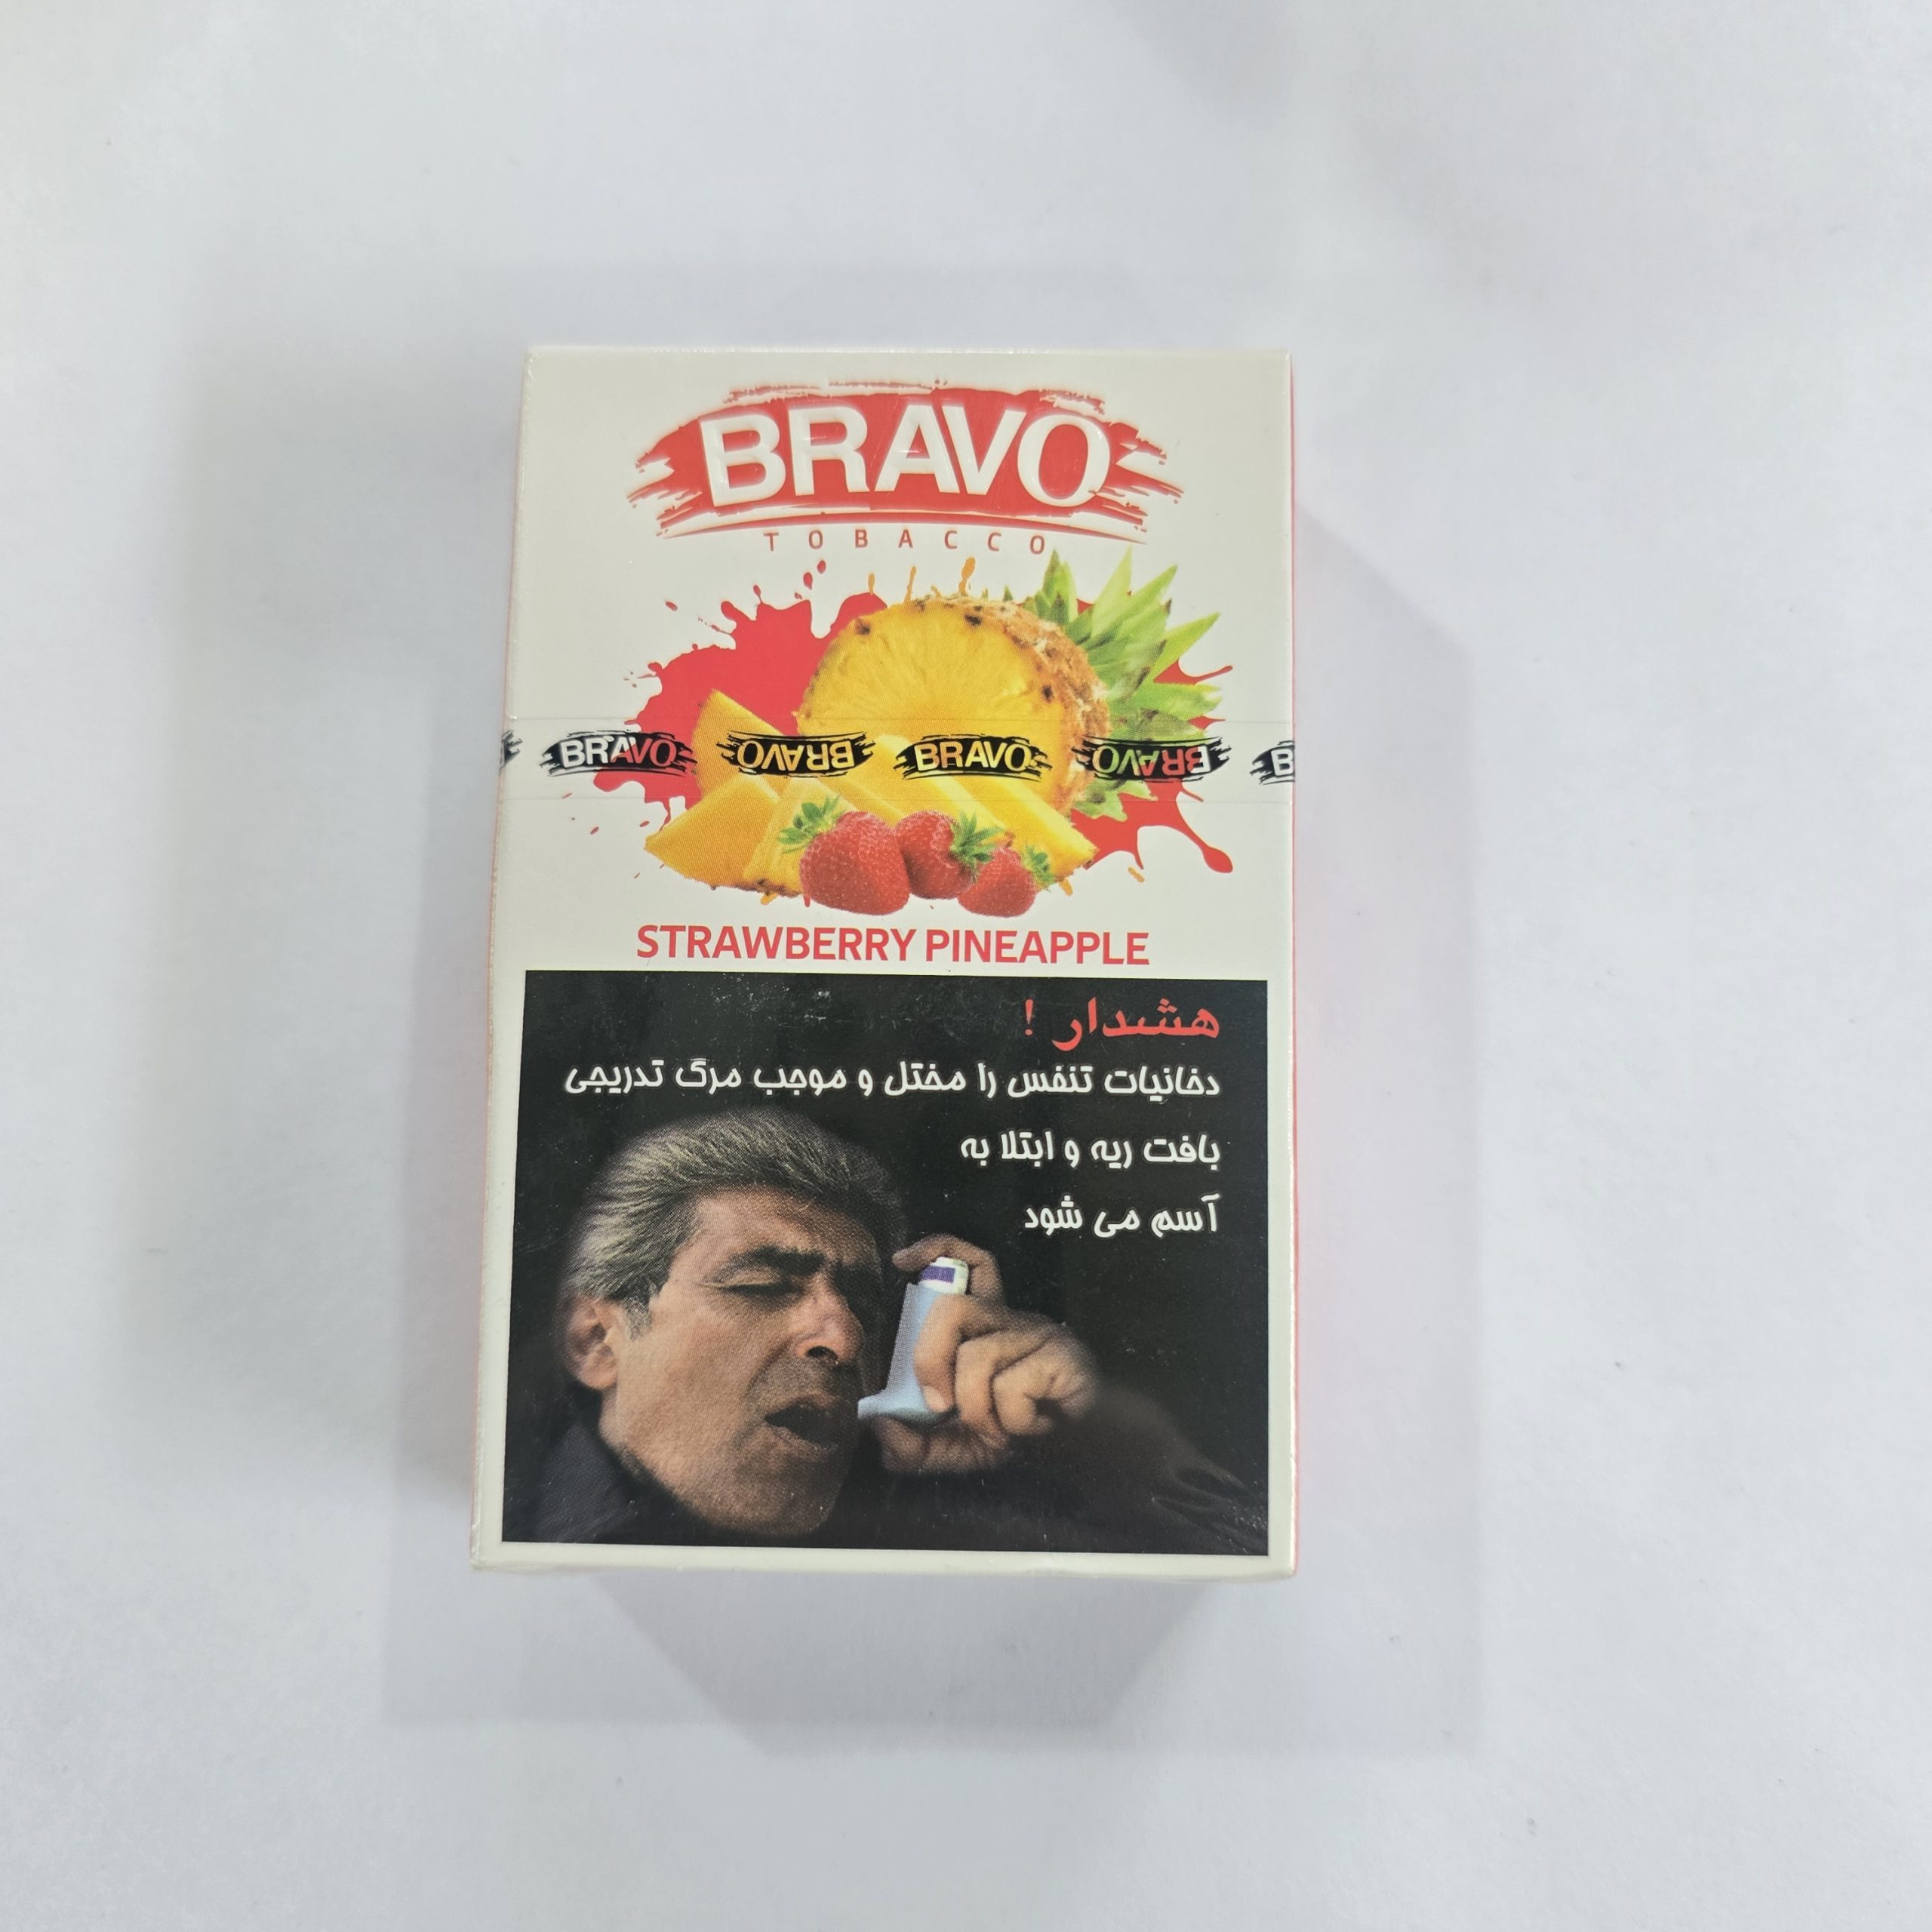 BRAVO
TOBACCO
BRAVO BRAVO BRAVO BRAVO B
STRAWBERRY PINEAPPLE
هشدار !
دخانیات تنفس را مختل و موجب مرگ تدریجی
بافت ریه و ابتلا به
آسم می شود